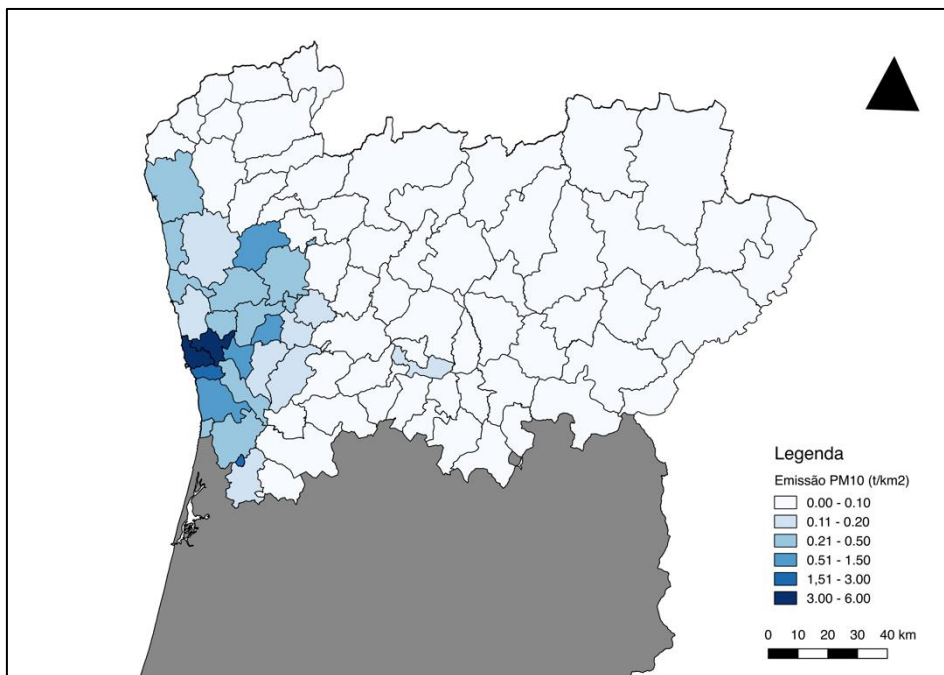 Legenda
Emissão PM10 (t/km2)
0.00 - 0.10
0.11 - 0.20
0.21 - 0.50
0.51 - 1.50
1,51 - 3.00
3.00 - 6.00
0 10 20 30 40 km